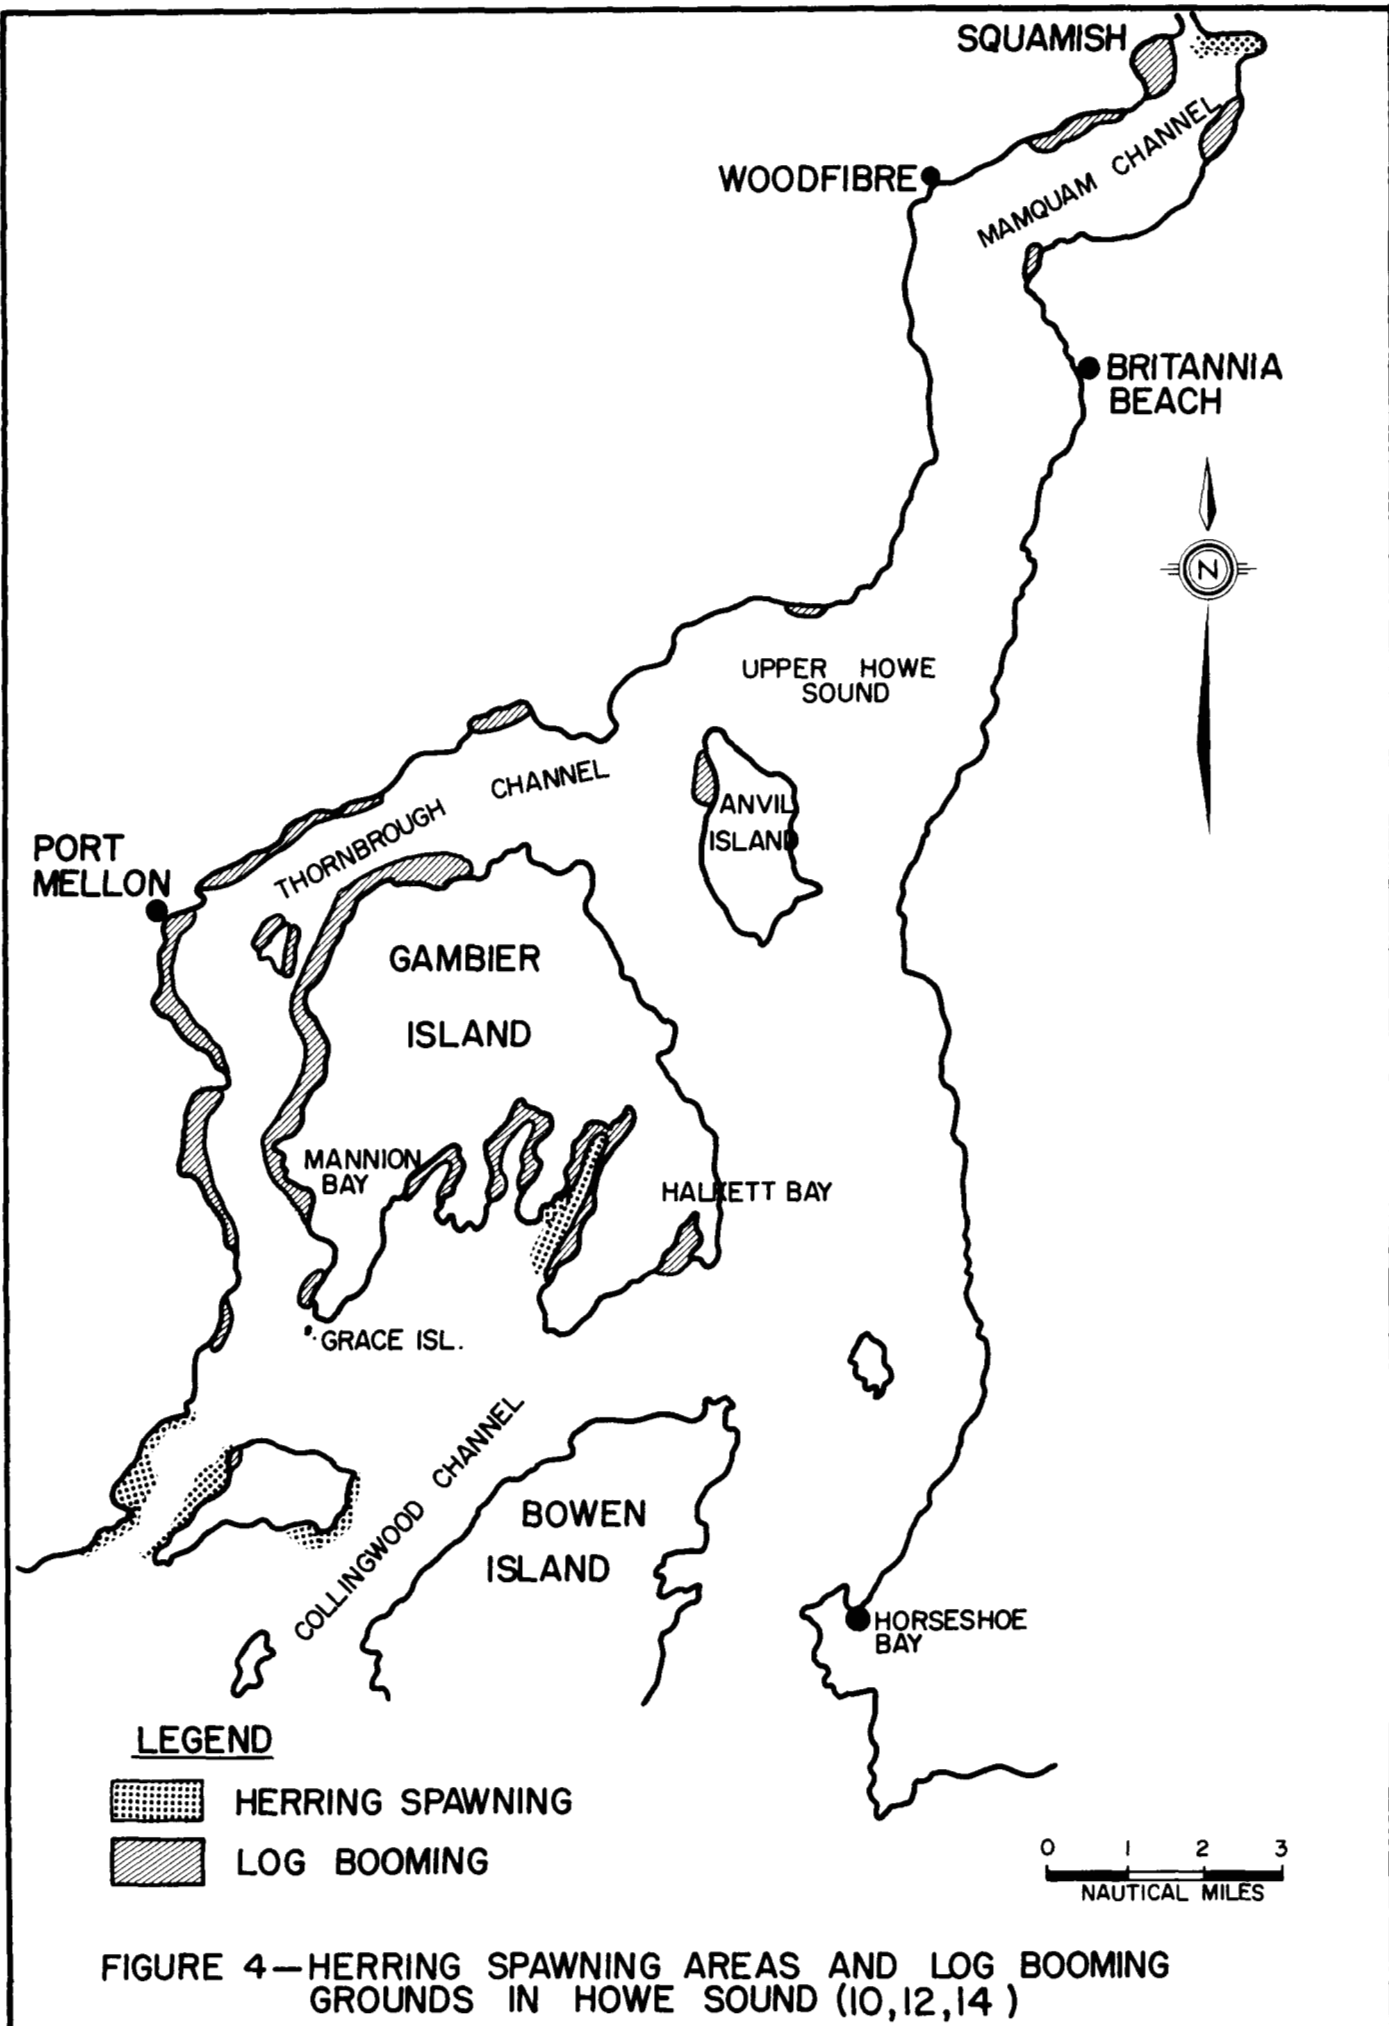 SQUAMISH
MAMQUAM CHANNEL
WOODFIBRE
BRITANNIA
BEACH
N
UPPER HOWE
SOUND
THORNBROUGH CHANNEL
ANVIL
ISLAND
PORT
MELLON
GAMBIER
ISLAND
MANNION
BAY
HALKETT BAY
GRACE ISL.
COLLINGWOOD CHANNEL
BOWEN
ISLAND
HORSESHOE
BAY
LEGEND
HERRING SPAWNING
LOG BOOMING
0 1 2 3
NAUTICAL MILES
FIGURE 4—HERRING SPAWNING AREAS AND LOG BOOMING
GROUNDS IN HOWE SOUND (10,12,14)